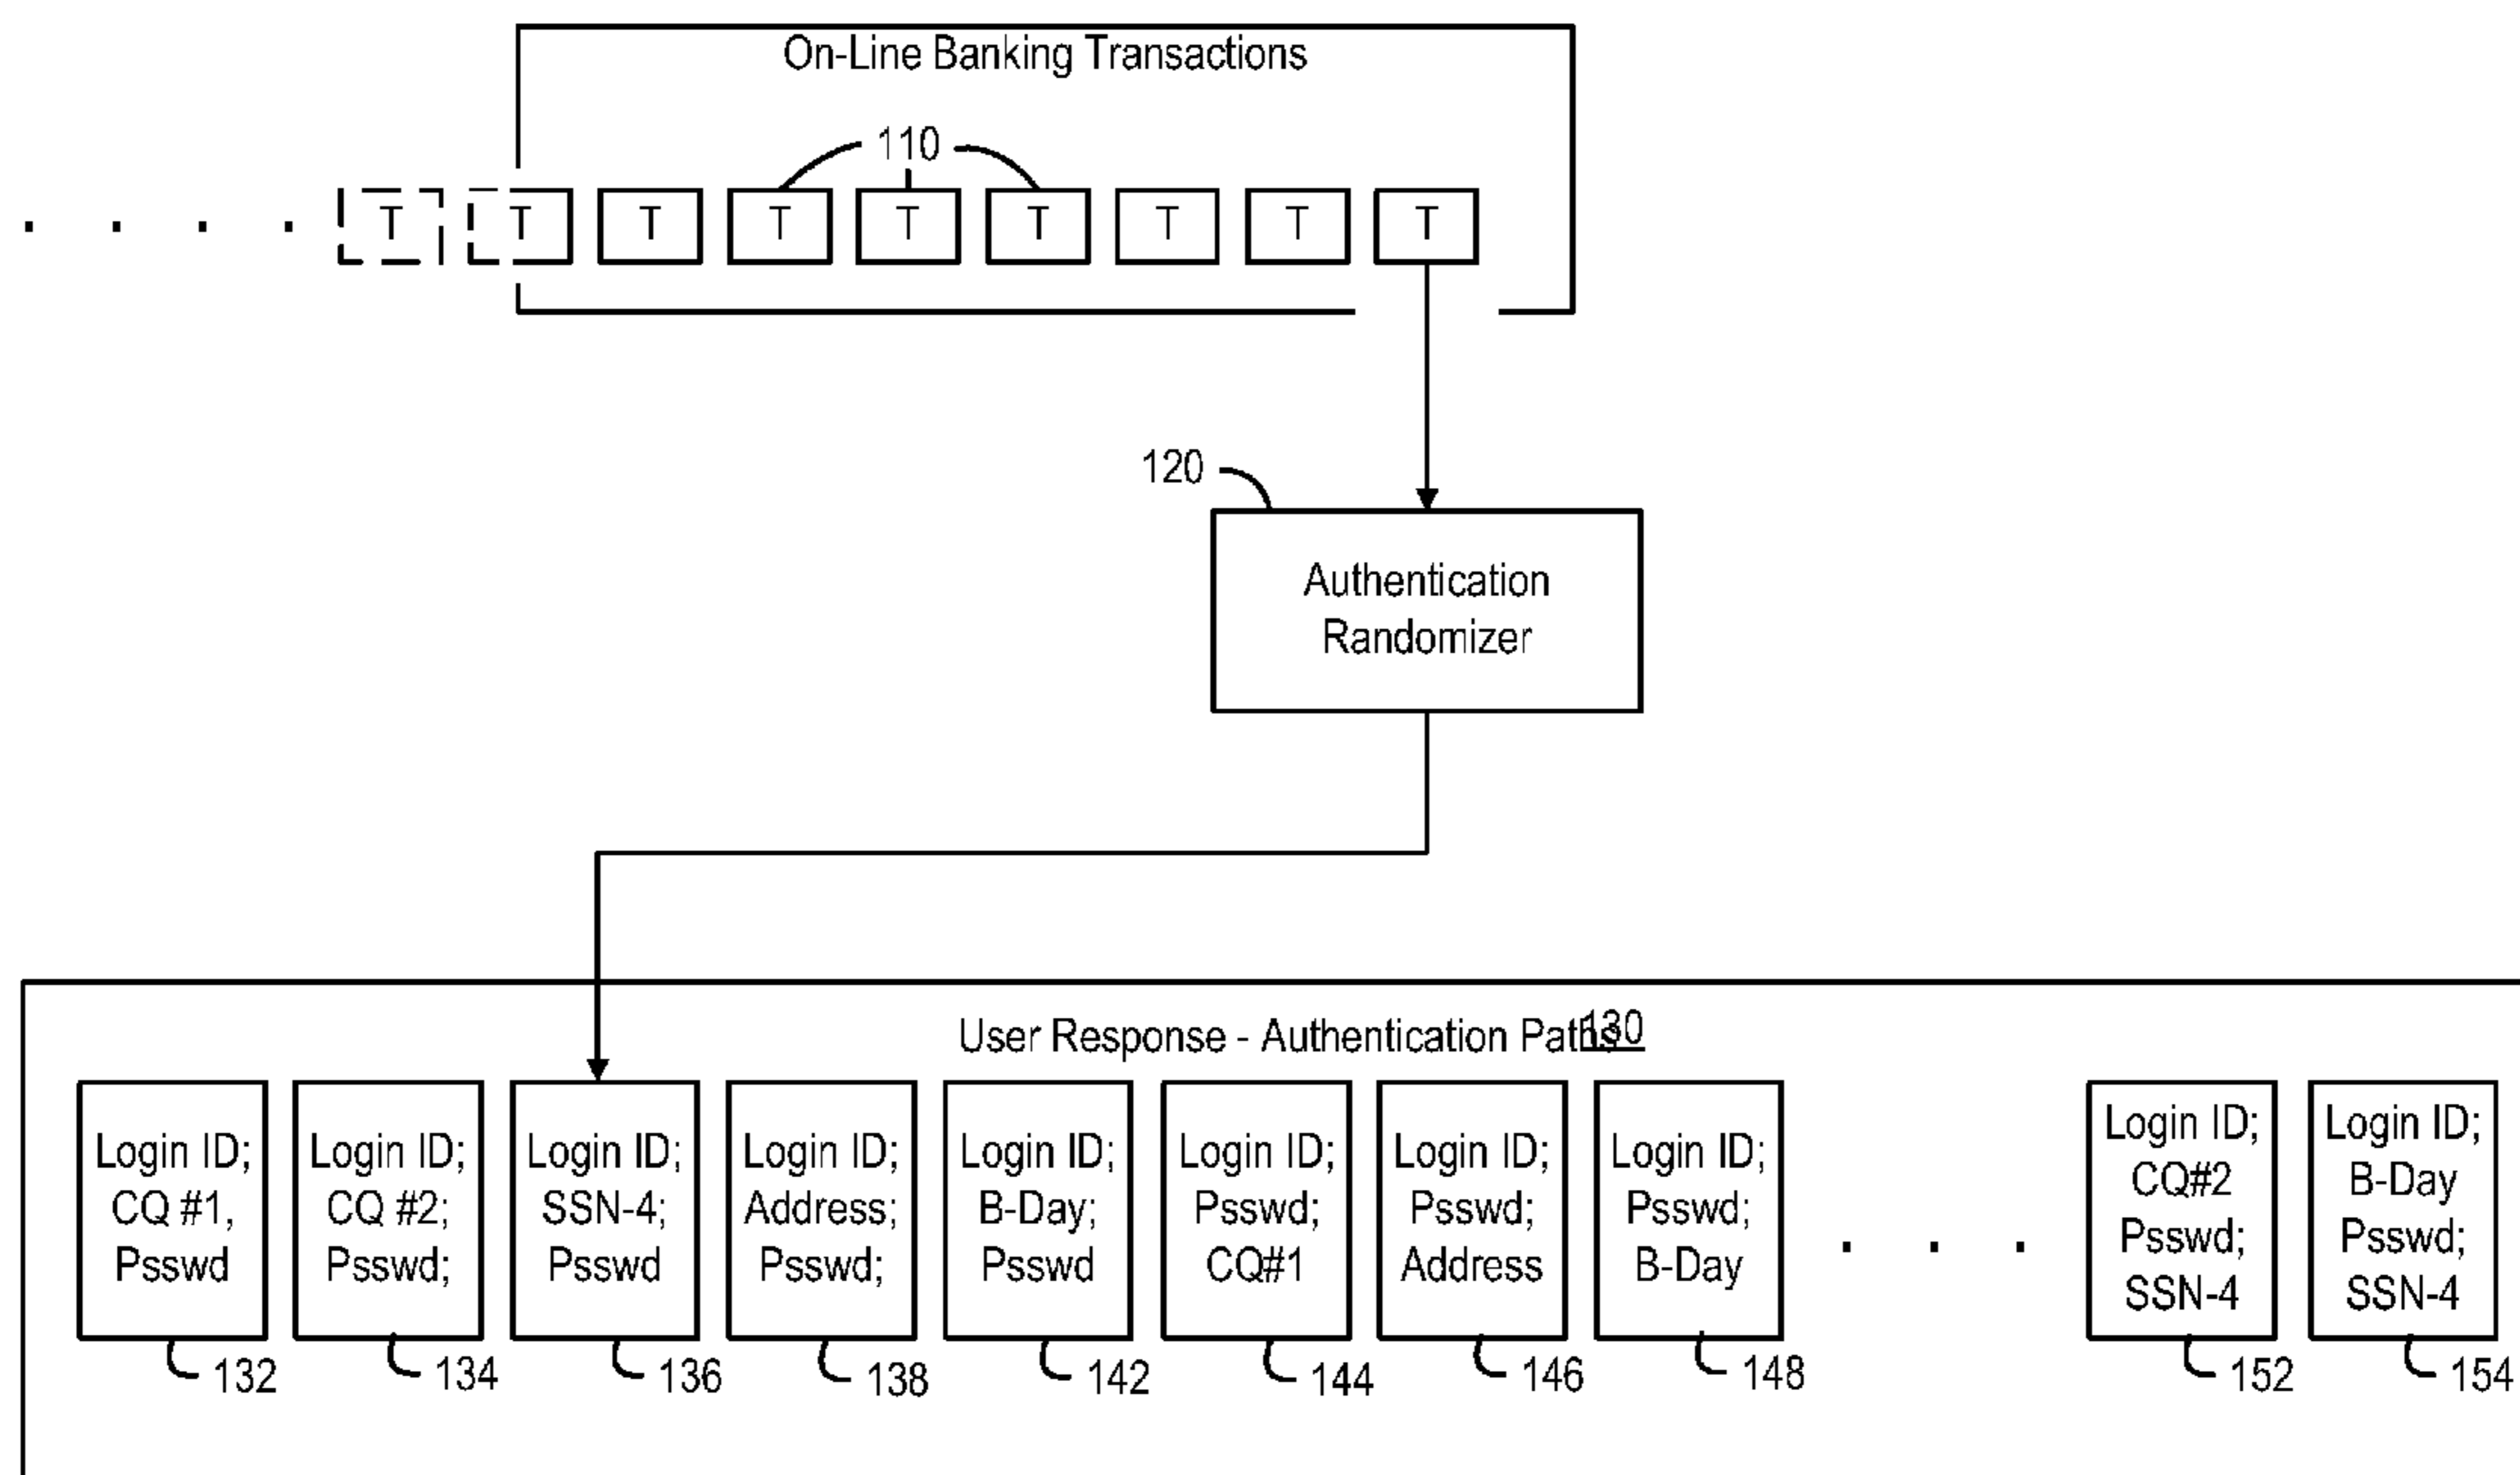 On-Line Banking Transactions
110
T T T T T T T T T
120
Authentication
Randomizer
User Response - Authentication Paths 130
Login ID;
CQ #1,
Psswd
Login ID;
CQ #2;
Psswd;
Login ID;
SSN-4;
Psswd
Login ID;
Address;
Psswd;
Login ID;
B-Day;
Psswd
Login ID;
Psswd;
CQ#1
Login ID;
Psswd;
Address
Login ID;
Psswd;
B-Day
. . .
Login ID;
CQ#2
Psswd;
SSN-4
Login ID;
B-Day
Psswd;
SSN-4
132 134 136 138 142 144 146 148 152 154